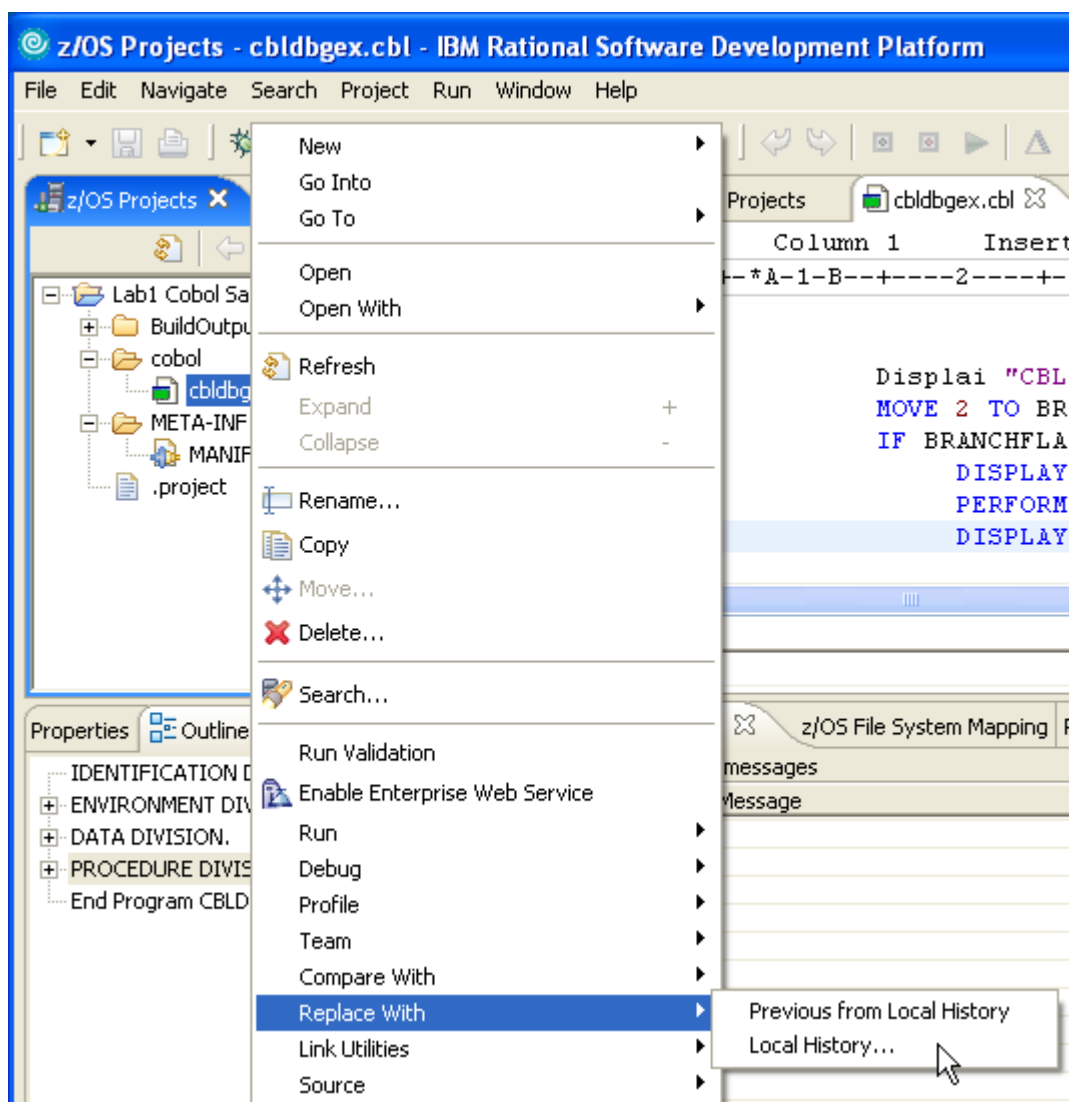 z/OS Projects - cbldbgex.cbl - IBM Rational Software Development Platform
File Edit Navigate Search Project Run Window Help
z/OS Projects
Lab1 Cobol Sa
BuildOutpu
cobol
cbldbg
META-INF
MANIF
.project
New
Go Into
Go To
Open
Open With
Refresh
Expand +
Collapse -
Rename...
Copy
Move...
Delete...
Search...
Run Validation
Enable Enterprise Web Service
Run
Debug
Profile
Team
Compare With
Replace With
Link Utilities
Source
Previous from Local History
Local History...
Projects cbldbgex.cbl
Column 1 Insert
+-*A-1-B--+----2----+-
Displai "CBL
MOVE 2 TO BR
IF BRANCHFLA
DISPLAY
PERFORM
DISPLAY
Properties Outline
IDENTIFICATION D
ENVIRONMENT DIV
DATA DIVISION.
PROCEDURE DIVIS
End Program CBLD
z/OS File System Mapping
messages
Message